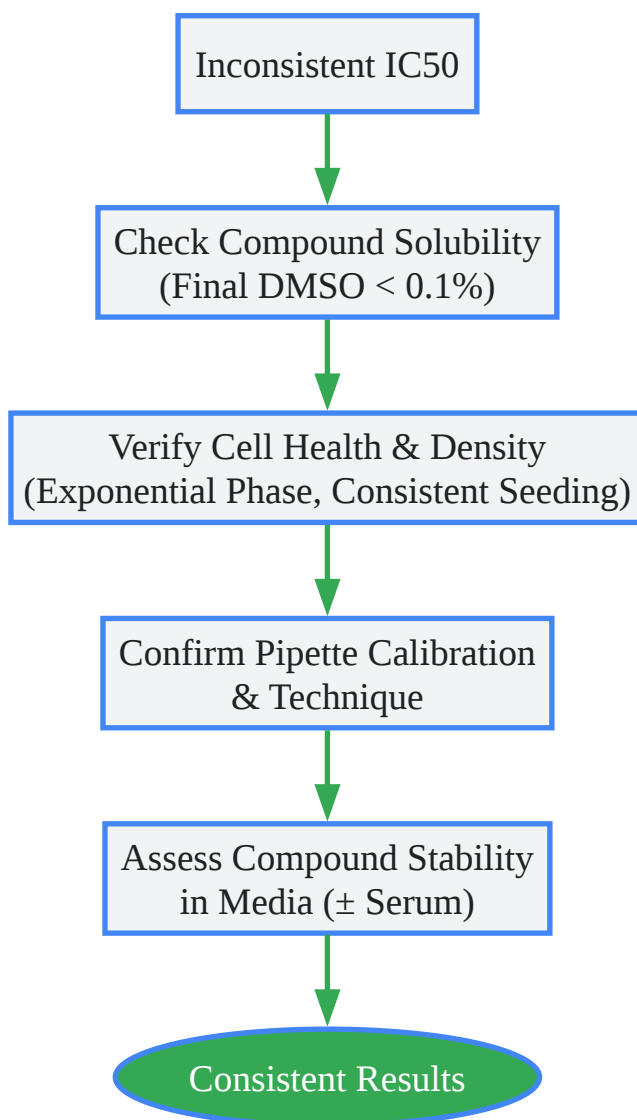 Inconsistent IC50
Check Compound Solubility
(Final DMSO < 0.1%)
Verify Cell Health & Density
(Exponential Phase, Consistent Seeding)
Confirm Pipette Calibration
& Technique
Assess Compound Stability
in Media (± Serum)
Consistent Results